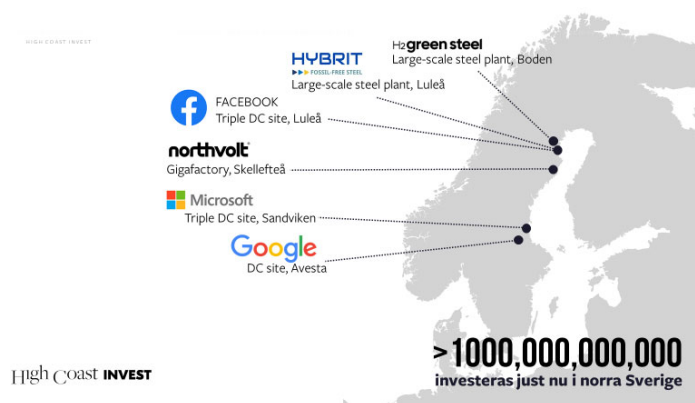 HIGH COAST INVEST
H2green steel
Large-scale steel plant, Boden
HYBRIT
FOSSIL-FREE STEEL
Large-scale steel plant, Luleå
FACEBOOK
Triple DC site, Luleå
northvolt
Gigafactory, Skellefteå
Microsoft
Triple DC site, Sandviken
Google
DC site, Avesta
>1000,000,000,000
investeras just nu i norra Sverige
High Coast INVEST